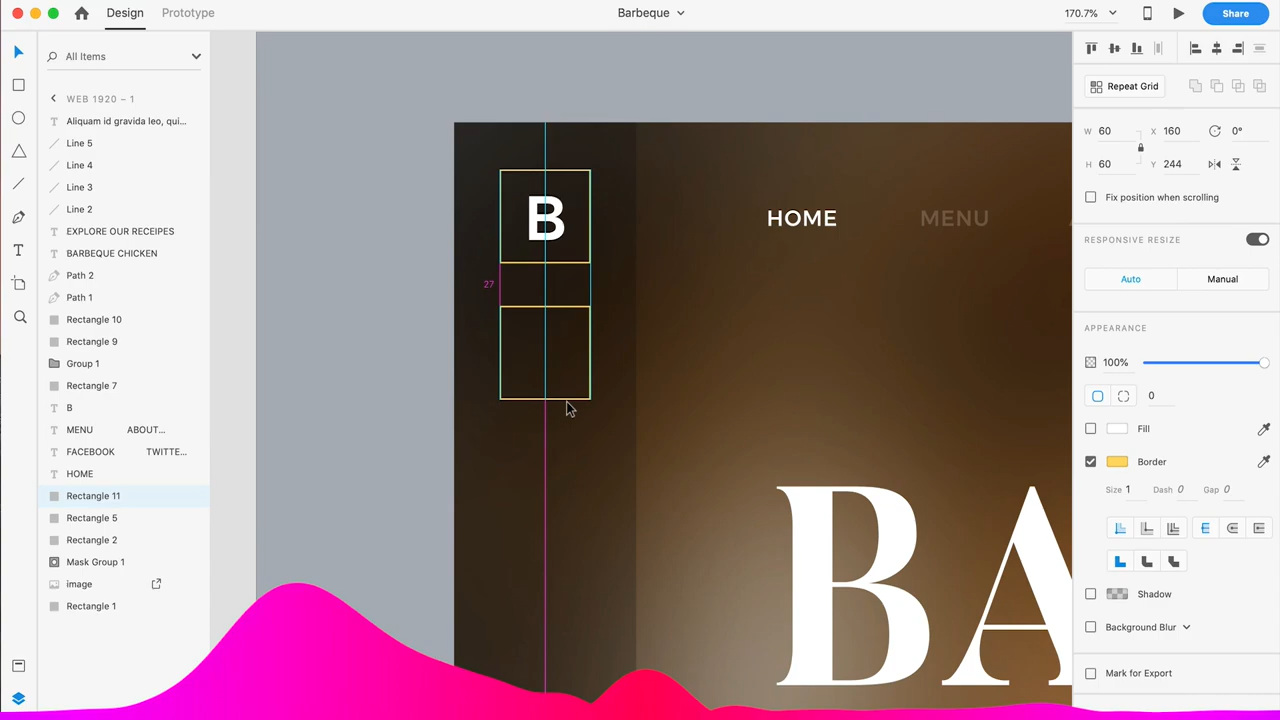 Design
Prototype
Barbeque
170.7%
Share
All Items
WEB 1920 – 1
Aliquam id gravida leo, qui...
Line 5
Line 4
Line 3
Line 2
EXPLORE OUR RECEIPES
BARBEQUE CHICKEN
Path 2
Path 1
Rectangle 10
Rectangle 9
Group 1
Rectangle 7
B
MENU ABOUT...
FACEBOOK TWITTE...
HOME
Rectangle 11
Rectangle 5
Rectangle 2
Mask Group 1
image
Rectangle 1
B
HOME
MENU
27
BA
Repeat Grid
W 60 X 160 0°
H 60 Y 244
Fix position when scrolling
RESPONSIVE RESIZE
Auto Manual
APPEARANCE
100%
0
Fill
Border
Size 1 Dash 0 Gap 0
Shadow
Background Blur
Mark for Export